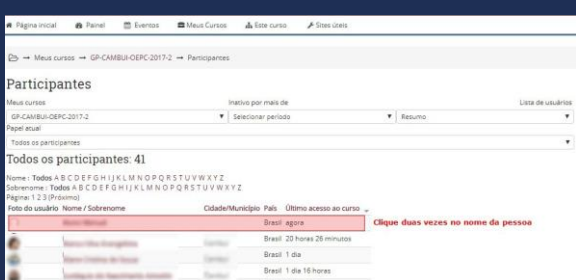 Página inicial Painel Eventos Meus Cursos Este curso Sites úteis
→ Meus cursos → GP-CAMBUI-OEPC-2017-2 → Participantes
Participantes
Meus cursos Inativo por mais de Lista de usuários
GP-CAMBUI-OEPC-2017-2 Selecionar período Resumo
Papel atual
Todos os participantes
Todos os participantes: 41
Nome : Todos A B C D E F G H I J K L M N O P Q R S T U V W X Y Z
Sobrenome : Todos A B C D E F G H I J K L M N O P Q R S T U V W X Y Z
Página: 1 2 3 (Próximo)
Foto do usuário Nome / Sobrenome Cidade/Município País Último acesso ao curso
Brasil agora Clique duas vezes no nome da pessoa
Brasil 20 horas 26 minutos
Brasil 1 dia
Brasil 1 dia 16 horas